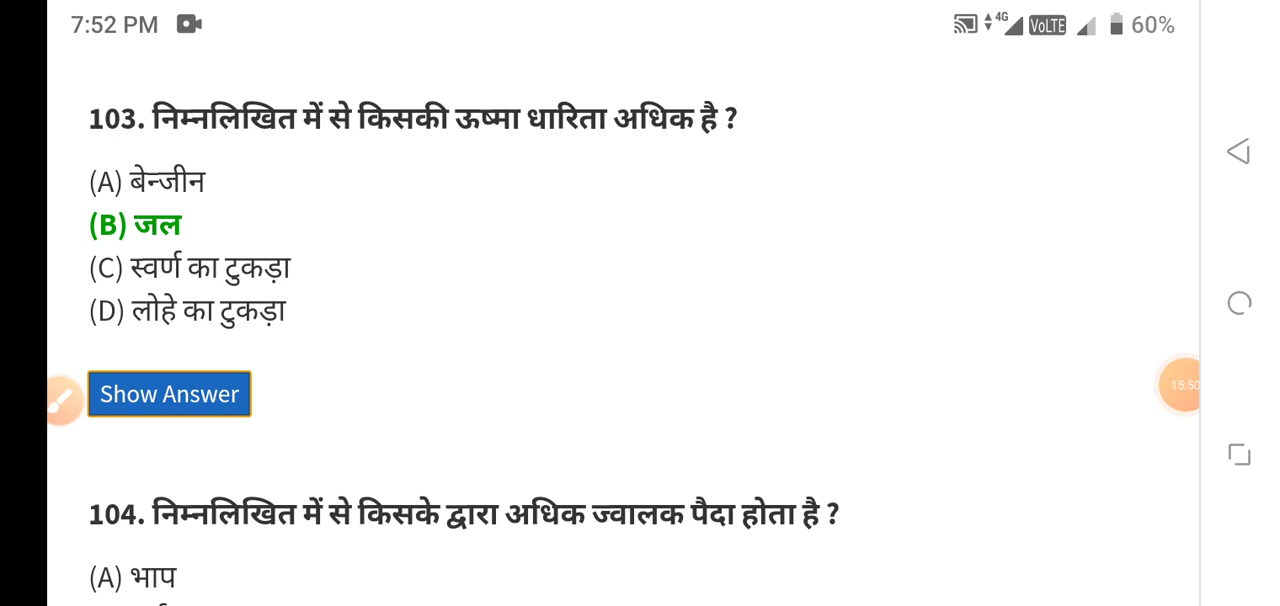 7:52 PM
4G VoLTE 60%
103. निम्नलिखित में से किसकी ऊष्मा धारिता अधिक है ?
(A) बेन्जीन
(B) जल
(C) स्वर्ण का टुकड़ा
(D) लोहे का टुकड़ा
15:50
Show Answer
104. निम्नलिखित में से किसके द्वारा अधिक ज्वालक पैदा होता है ?
(A) भाप